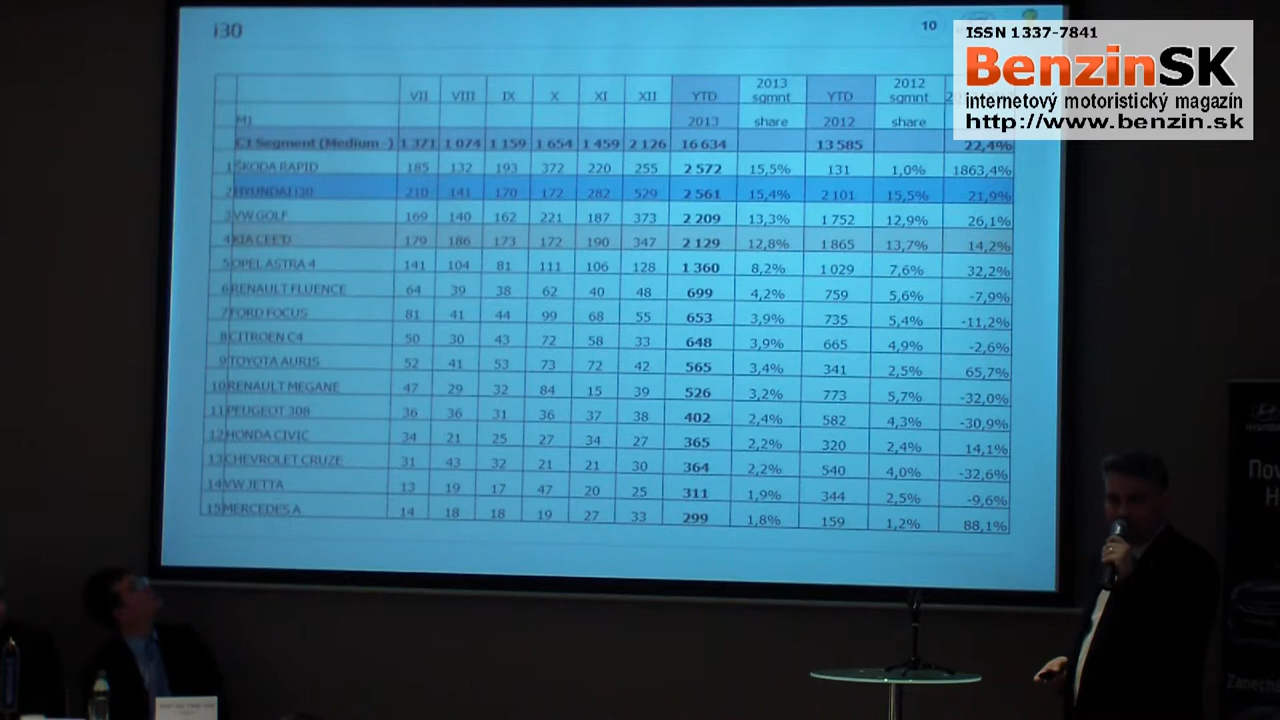 i30
10
ISSN 1337-7841
BenzinSK
internetový motoristický magazín
http://www.benzin.sk
VII VIII IX X XI XII YTD 2013 sgmnt YTD 2012 sgmnt
M1 2013 share 2012 share
C1 Segment (Medium -) 1 371 1 074 1 159 1 654 1 459 2 126 16 634 13 585 22,4%
1 ŠKODA RAPID 185 132 193 372 220 255 2 572 15,5% 131 1,0% 1863,4%
2 HYUNDAI i30 210 141 170 172 282 529 2 561 15,4% 2 101 15,5% 21,9%
3 VW GOLF 169 140 162 221 187 373 2 209 13,3% 1 752 12,9% 26,1%
4 KIA CEE'D 179 186 173 172 190 347 2 129 12,8% 1 865 13,7% 14,2%
5 OPEL ASTRA 4 141 104 81 111 106 128 1 360 8,2% 1 029 7,6% 32,2%
6 RENAULT FLUENCE 64 39 38 62 40 48 699 4,2% 759 5,6% -7,9%
7 FORD FOCUS 81 41 44 99 68 55 653 3,9% 735 5,4% -11,2%
8 CITROEN C4 50 30 43 72 58 33 648 3,9% 665 4,9% -2,6%
9 TOYOTA AURIS 52 41 53 73 72 42 565 3,4% 341 2,5% 65,7%
10 RENAULT MEGANE 47 29 32 84 15 39 526 3,2% 773 5,7% -32,0%
11 PEUGEOT 308 36 36 31 36 37 38 402 2,4% 582 4,3% -30,9%
12 HONDA CIVIC 34 21 25 27 34 27 365 2,2% 320 2,4% 14,1%
13 CHEVROLET CRUZE 31 43 32 21 21 30 364 2,2% 540 4,0% -32,6%
14 VW JETTA 13 19 17 47 20 25 311 1,9% 344 2,5% -9,6%
15 MERCEDES A 14 18 18 19 27 33 299 1,8% 159 1,2% 88,1%